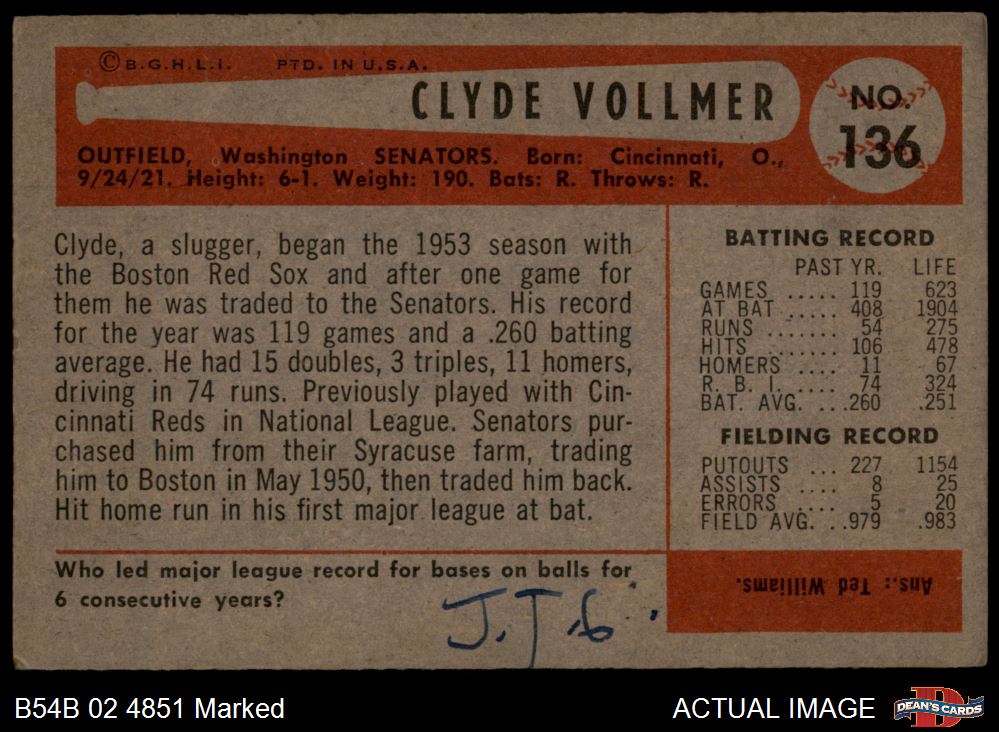 © B.G.H.L.I. PTD. IN U.S.A.
CLYDE VOLLMER
NO.
136
OUTFIELD, Washington SENATORS. Born: Cincinnati, O.,
9/24/21. Height: 6-1. Weight: 190. Bats: R. Throws: R.
Clyde, a slugger, began the 1953 season with
the Boston Red Sox and after one game for
them he was traded to the Senators. His record
for the year was 119 games and a .260 batting
average. He had 15 doubles, 3 triples, 11 homers,
driving in 74 runs. Previously played with Cin-
cinnati Reds in National League. Senators pur-
chased him from their Syracuse farm, trading
him to Boston in May 1950, then traded him back.
Hit home run in his first major league at bat.
BATTING RECORD
PAST YR. LIFE
GAMES ..... 119 623
AT BAT ..... 408 1904
RUNS ....... 54 275
HITS ....... 106 478
HOMERS .... 11 67
R. B. I. .... 74 324
BAT. AVG. ...260 .251
FIELDING RECORD
PUTOUTS ... 227 1154
ASSISTS .... 8 25
ERRORS .... 5 20
FIELD AVG. ..979 .983
Who led major league record for bases on balls for
6 consecutive years?
Ans.: Ted Williams.
J.T.6
B54B 02 4851 Marked
ACTUAL IMAGE
DEAN'S CARDS